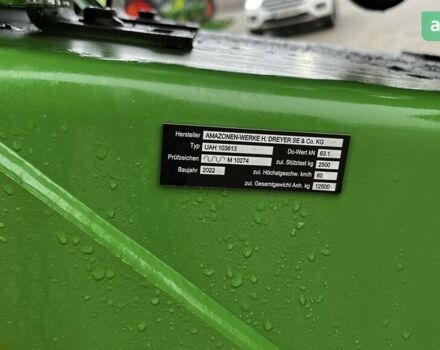 Hersteller AMAZONEN-WERKE H. DREYER SE & Co. KG
Typ UAH 103613 Dc-Wert kN 63.1
Prüfzeichen M 10274 zul. Stützlast kg 2500
Baujahr 2022 zul. Höchstgeschw. km/h 60
zul. Gesamtgewicht Anh. kg 12500